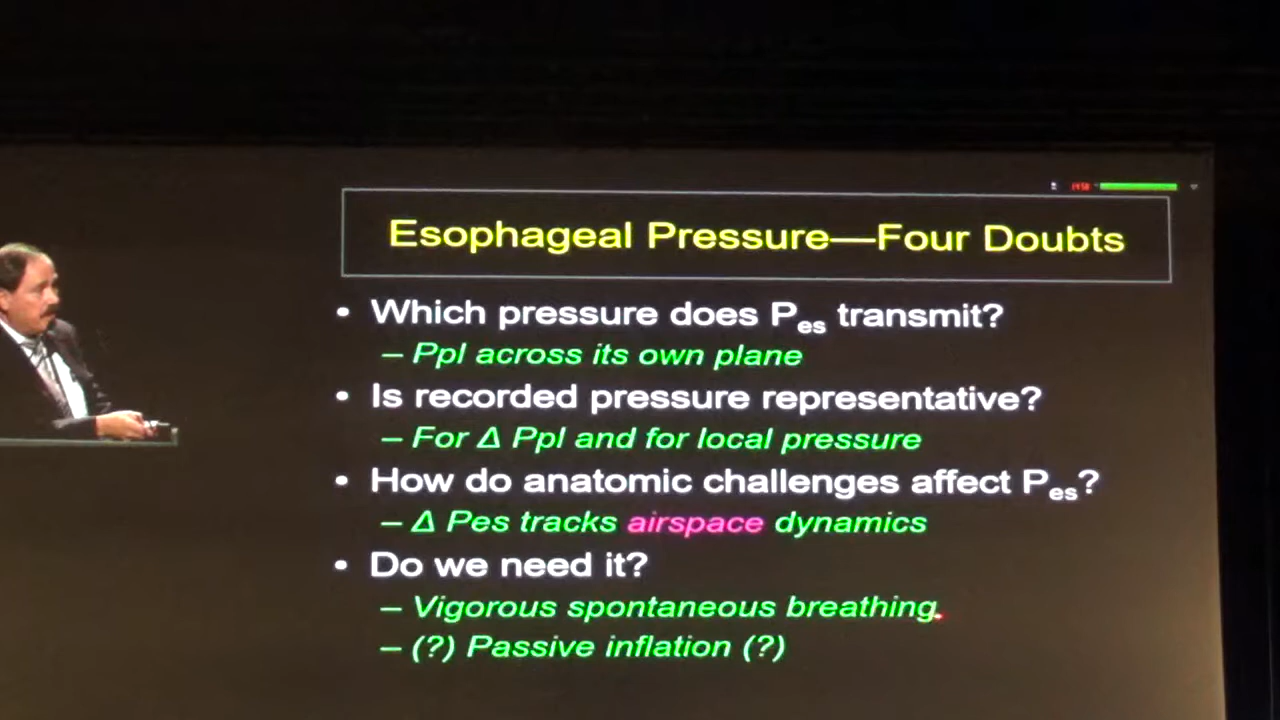 Esophageal Pressure—Four Doubts
• Which pressure does Pes transmit?
– Ppl across its own plane
• Is recorded pressure representative?
– For Δ Ppl and for local pressure
• How do anatomic challenges affect Pes?
– Δ Pes tracks airspace dynamics
• Do we need it?
– Vigorous spontaneous breathing
– (?) Passive inflation (?)